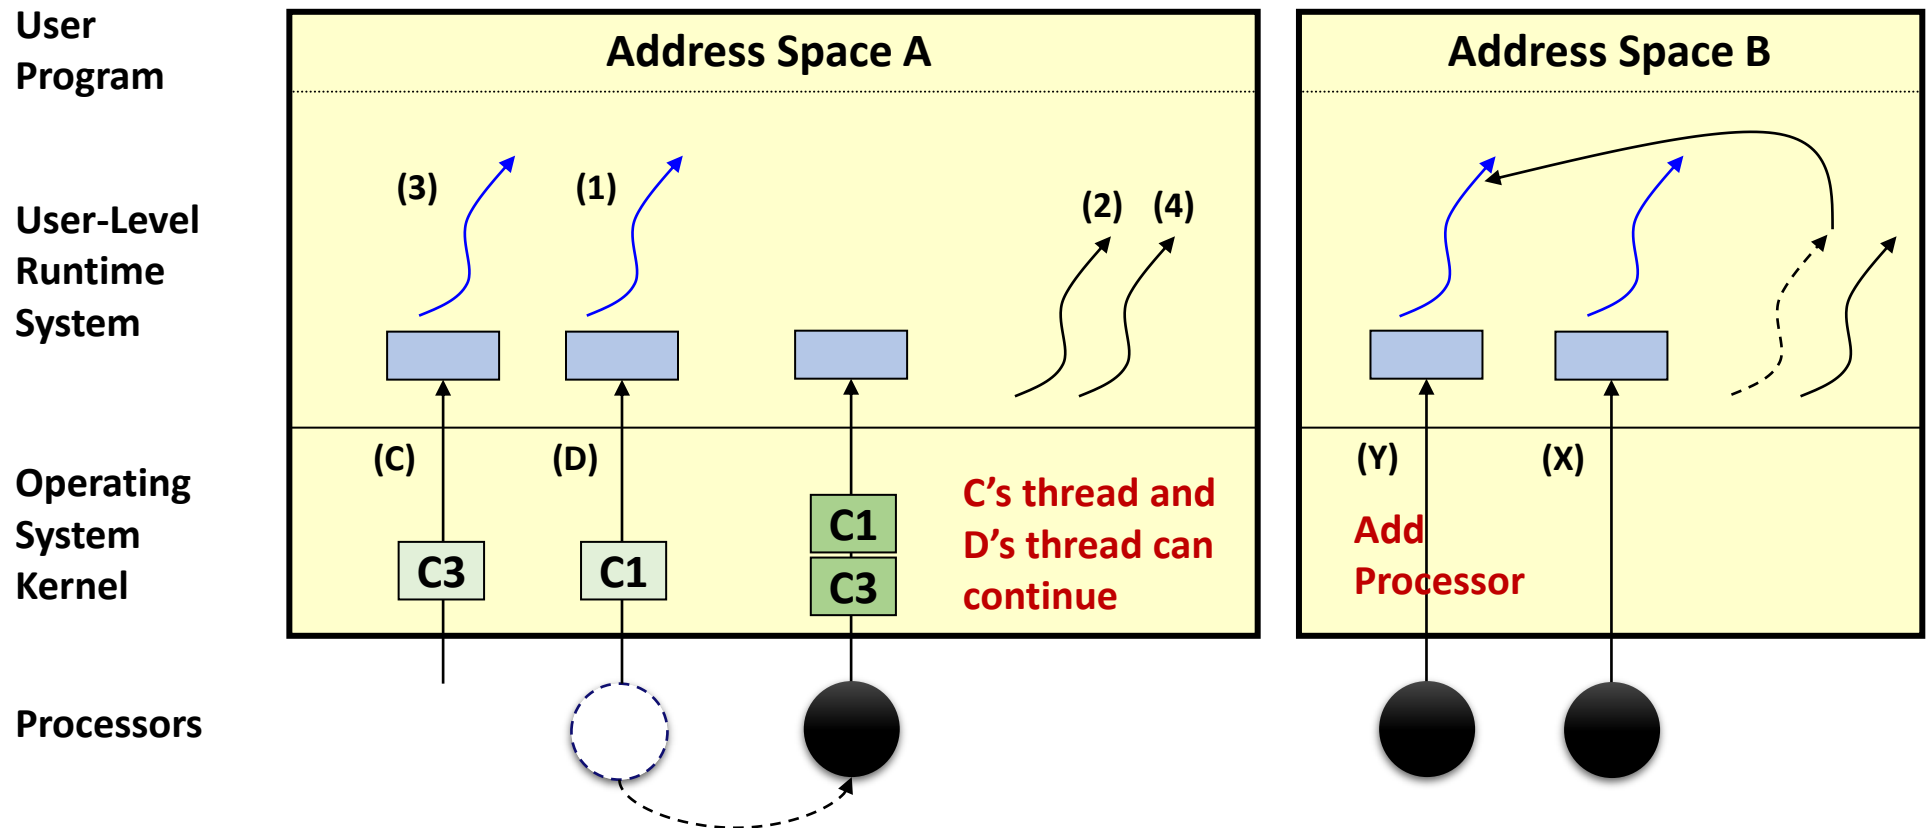 User
Program
Address Space A
Address Space B
(3)
(1)
(2)
(4)
User-Level
Runtime
System
(C)
(D)
(Y)
(X)
Operating
System
Kernel
C3
C1
C1
C3
C's thread and
D's thread can
continue
Add
Processor
Processors